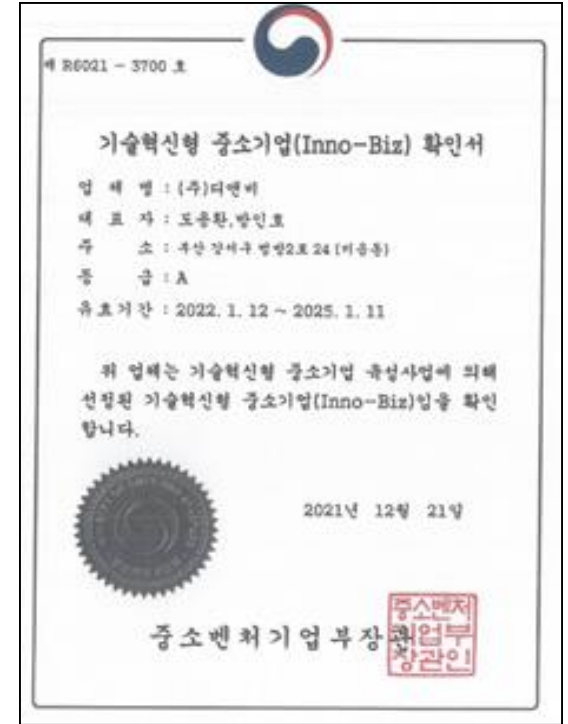 제 R6021 - 3700 호
기술혁신형 중소기업(Inno-Biz) 확인서
업 체 명 : (주)디앤비
대 표 자 : 도용환,방인호
주 소 : 부산 강서구 범방2로 24 (미음동)
등 급 : A
유효기간 : 2022. 1. 12 ~ 2025. 1. 11
위 업체는 기술혁신형 중소기업 육성사업에 의해
선정된 기술혁신형 중소기업(Inno-Biz)임을 확인
합니다.
2021년 12월 21일
중소벤처기업부장관
중소벤처
기업부
장관인